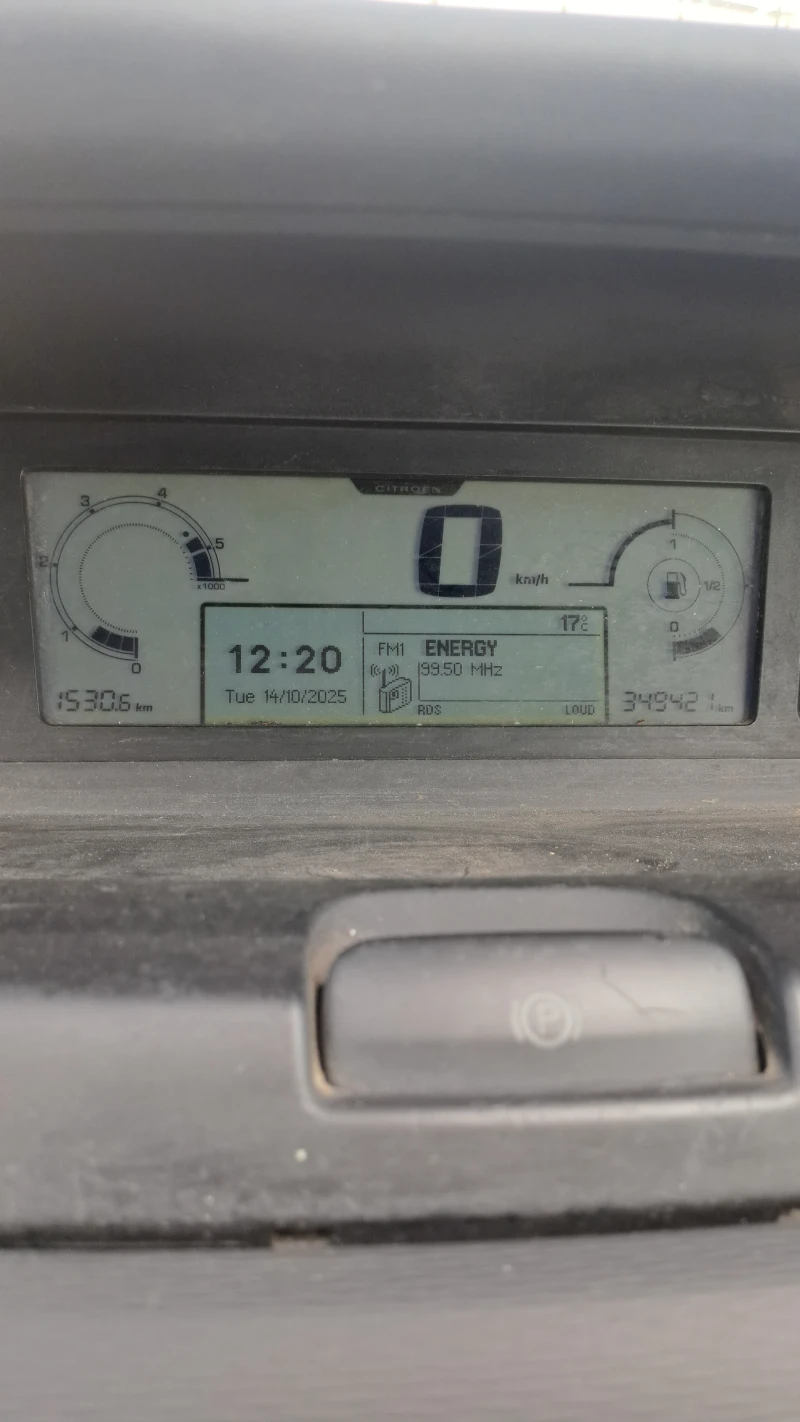 CITROËN
1 2 3 4 5
x1000
0
0 km/h
1
1/2
0
17°C
12:20
FM1 ENERGY
99.50 MHz
Tue 14/10/2025
RDS LOUD
1530.6 km
349421 km
P